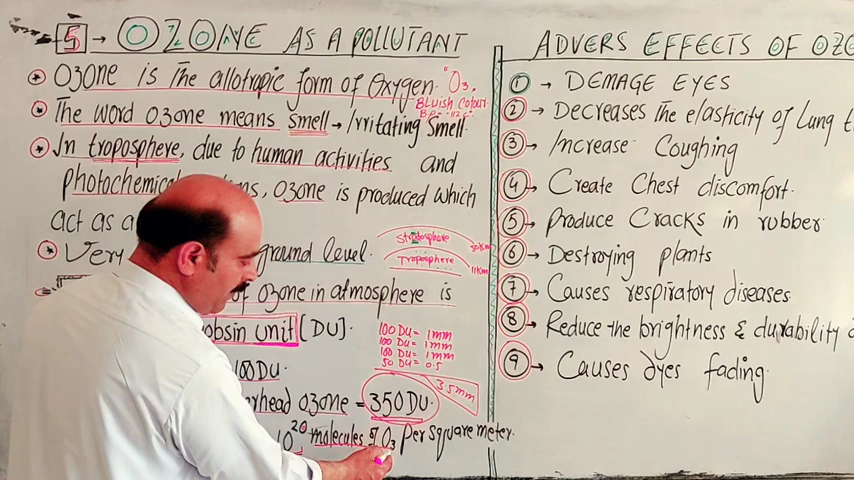 5 → OZONE AS A POLLUTANT
* Ozone is The allotropic form of Oxygen. "O3.
Bluish Colour
B.P = -112 c°
* The word Ozone means smell → Irritating Smell.
* In troposphere, due to human activities and
photochemical Ozone is produced which
act as a
* Very ground level.
Stratosphere
50Km
Troposphere
11Km
of Ozone in atmosphere is
Dobsin unit [DU].
100 DU = 1mm
100 DU = 1mm
100 DU = 1mm
50 DU = 0.5
3.5mm
100 DU.
ozone = 350 DU.
10^20 molecules of O3 per square meter.
ADVERS EFFECTS OF
1 → DEMAGE EYES
2 → Decreases The elasticity of Lung
3 → Increase Coughing
4 → Create Chest discomfort.
5 → Produce Cracks in rubber
6 → Destroying plants
7 → Causes respiratory diseases
8 → Reduce the brightness & durability
9 → Causes dyes fading